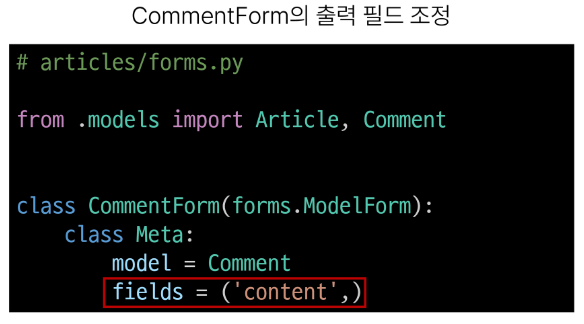 CommentForm의 출력 필드 조정
# articles/forms.py
from .models import Article, Comment
class CommentForm(forms.ModelForm):
    class Meta:
        model = Comment
        fields = ('content',)